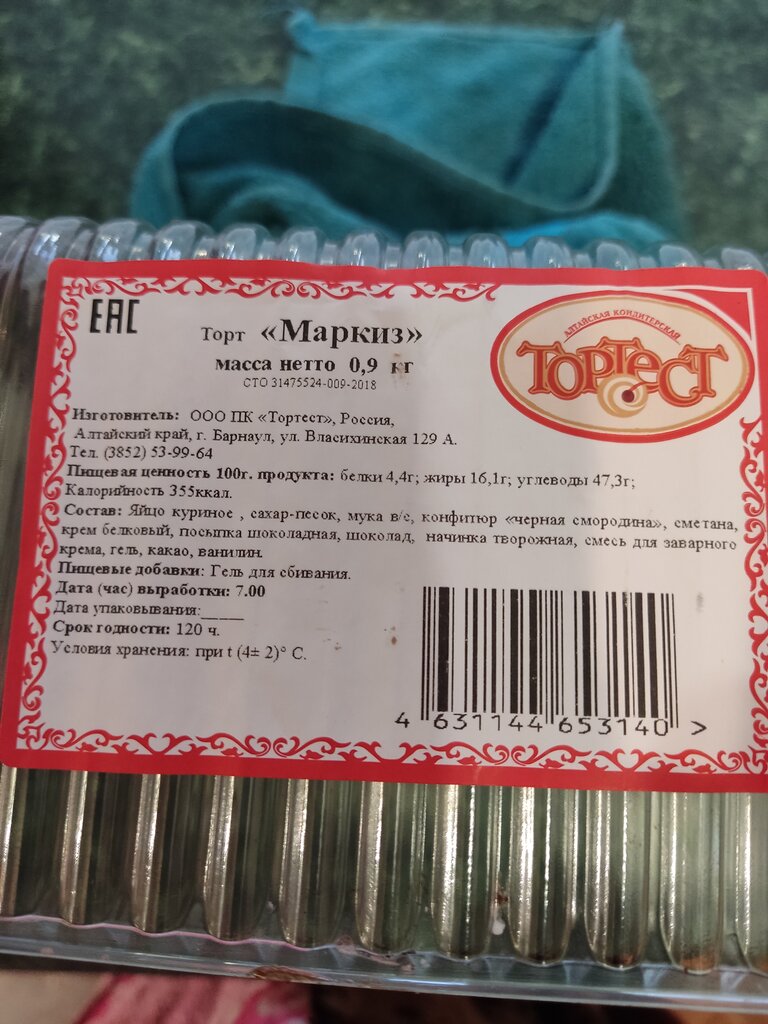 ЕАС
Торт «Маркиз»
масса нетто 0,9 кг
СТО 31475524-009-2018
АЛТАЙСКАЯ КОНДИТЕРСКАЯ
ТОРТЕСТ
Изготовитель: ООО ПК «Тортест», Россия,
Алтайский край, г. Барнаул, ул. Власихинская 129 А.
Тел. (3852) 53-99-64
Пищевая ценность 100г. продукта: белки 4,4г; жиры 16,1г; углеводы 47,3г;
Калорийность 355ккал.
Состав: Яйцо куриное , сахар-песок, мука в/с, конфитюр «черная смородина», сметана,
крем белковый, посыпка шоколадная, шоколад, начинка творожная, смесь для заварного
крема, гель, какао, ванилин.
Пищевые добавки: Гель для сбивания.
Дата (час) выработки: 7.00
Дата упаковывания:____
Срок годности: 120 ч.
Условия хранения: при t (4± 2)° С.
4 631144 653140 >